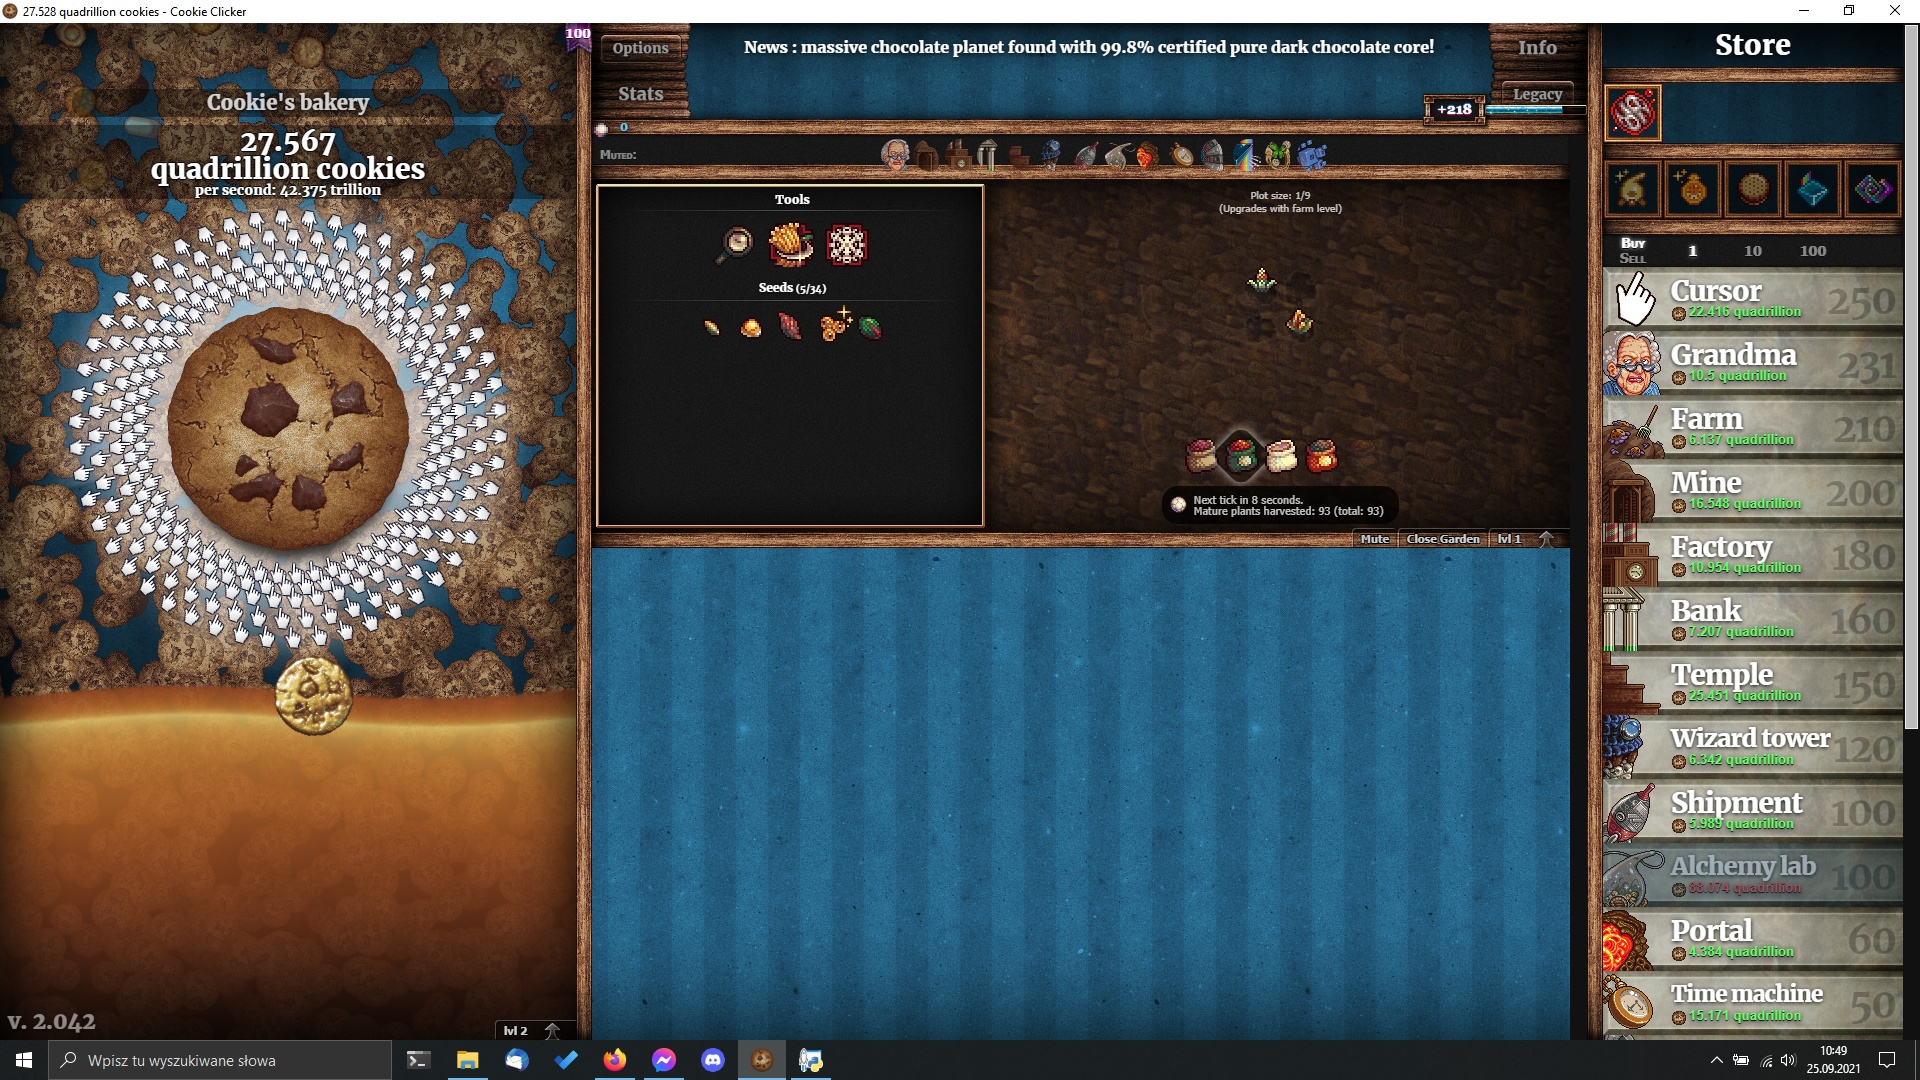 27.528 quadrillion cookies - Cookie Clicker
100
Options
Stats
News : massive chocolate planet found with 99.8% certified pure dark chocolate core!
Info
Legacy
+218
Cookie's bakery
27.567
quadrillion cookies
per second: 42.375 trillion
0
Muted:
Tools
Seeds (5/34)
Plot size: 1/9
(Upgrades with farm level)
Next tick in 8 seconds.
Mature plants harvested: 93 (total: 93)
Mute
Close Garden
lvl 1
v. 2.042
lvl 2
Store
Buy
Sell
1
10
100
Cursor
22.416 quadrillion
250
Grandma
10.5 quadrillion
231
Farm
6.137 quadrillion
210
Mine
16.548 quadrillion
200
Factory
10.954 quadrillion
180
Bank
7.207 quadrillion
160
Temple
25.451 quadrillion
150
Wizard tower
6.342 quadrillion
120
Shipment
5.989 quadrillion
100
Alchemy lab
88.074 quadrillion
100
Portal
4.384 quadrillion
60
Time machine
15.171 quadrillion
50
Wpisz tu wyszukiwane słowa
10:49
25.09.2021